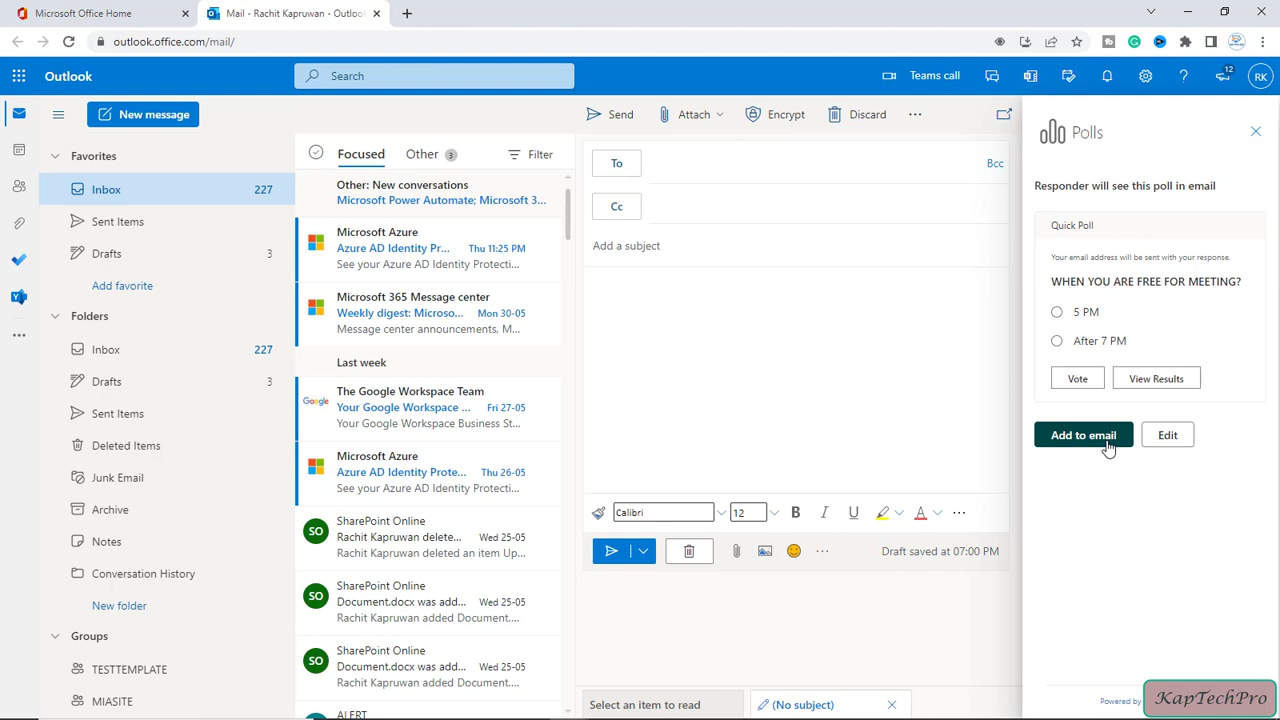 Microsoft Office Home
Mail - Rachit Kapruwan - Outlook
outlook.office.com/mail/
Outlook
Search
Teams call
12
RK
New message
Send
Attach
Encrypt
Discard
Polls
Favorites
Inbox 227
Sent Items
Drafts 3
Add favorite
Folders
Inbox 227
Drafts 3
Sent Items
Deleted Items
Junk Email
Archive
Notes
Conversation History
New folder
Groups
TESTTEMPLATE
MIASITE
Focused
Other 3
Filter
Other: New conversations
Microsoft Power Automate; Microsoft 3...
Microsoft Azure
Azure AD Identity Pr... Thu 11:25 PM
See your Azure AD Identity Protecti...
Microsoft 365 Message center
Weekly digest: Microso... Mon 30-05
Message center announcements, M...
Last week
The Google Workspace Team
Google
Your Google Workspace ... Fri 27-05
Your Google Workspace Business St...
Microsoft Azure
Azure AD Identity Prote... Thu 26-05
See your Azure AD Identity Protecti...
SharePoint Online
SO
Rachit Kapruwan delete... Wed 25-05
Rachit Kapruwan deleted an item Up...
SharePoint Online
SO
Document.docx was add... Wed 25-05
Rachit Kapruwan added Document....
SharePoint Online
SO
Document.docx was add... Wed 25-05
Rachit Kapruwan added Document....
ALERT
To
Bcc
Cc
Add a subject
Calibri
12
B I U A
Draft saved at 07:00 PM
Select an item to read
(No subject)
Responder will see this poll in email
Quick Poll
Your email address will be sent with your response.
WHEN YOU ARE FREE FOR MEETING?
5 PM
After 7 PM
Vote
View Results
Add to email
Edit
Powered by
KapTechPro